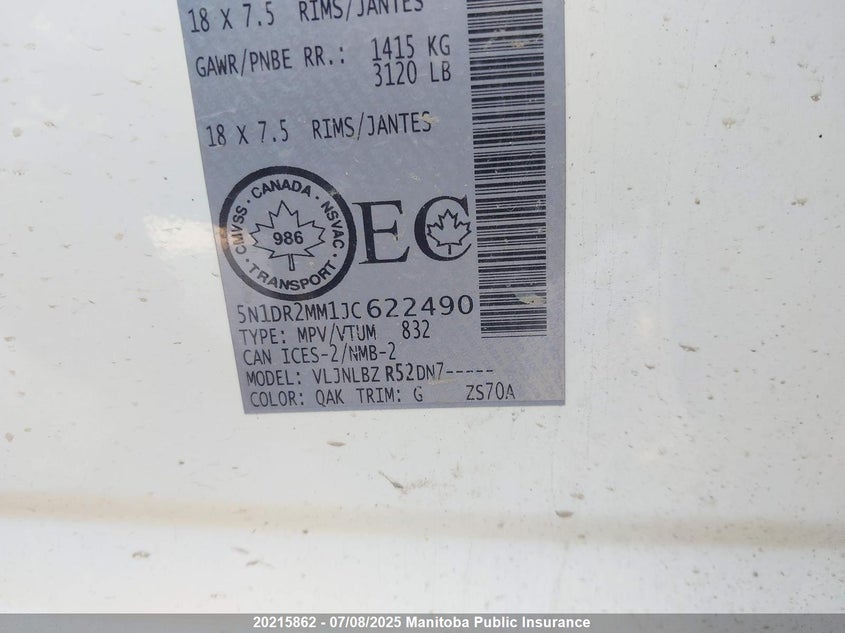 18 X 7.5 RIMS/JANTES
GAWR/PNBE RR.: 1415 KG
3120 LB
18 X 7.5 RIMS/JANTES
CMVSS · CANADA · NSVAC · TRANSPORT ·
986
EC
5N1DR2MM1JC622490
TYPE: MPV/VTUM 832
CAN ICES-2/NMB-2
MODEL: VLJNLBZ R52DN7-----
COLOR: QAK TRIM: G ZS70A
20215862 - 07/08/2025 Manitoba Public Insurance